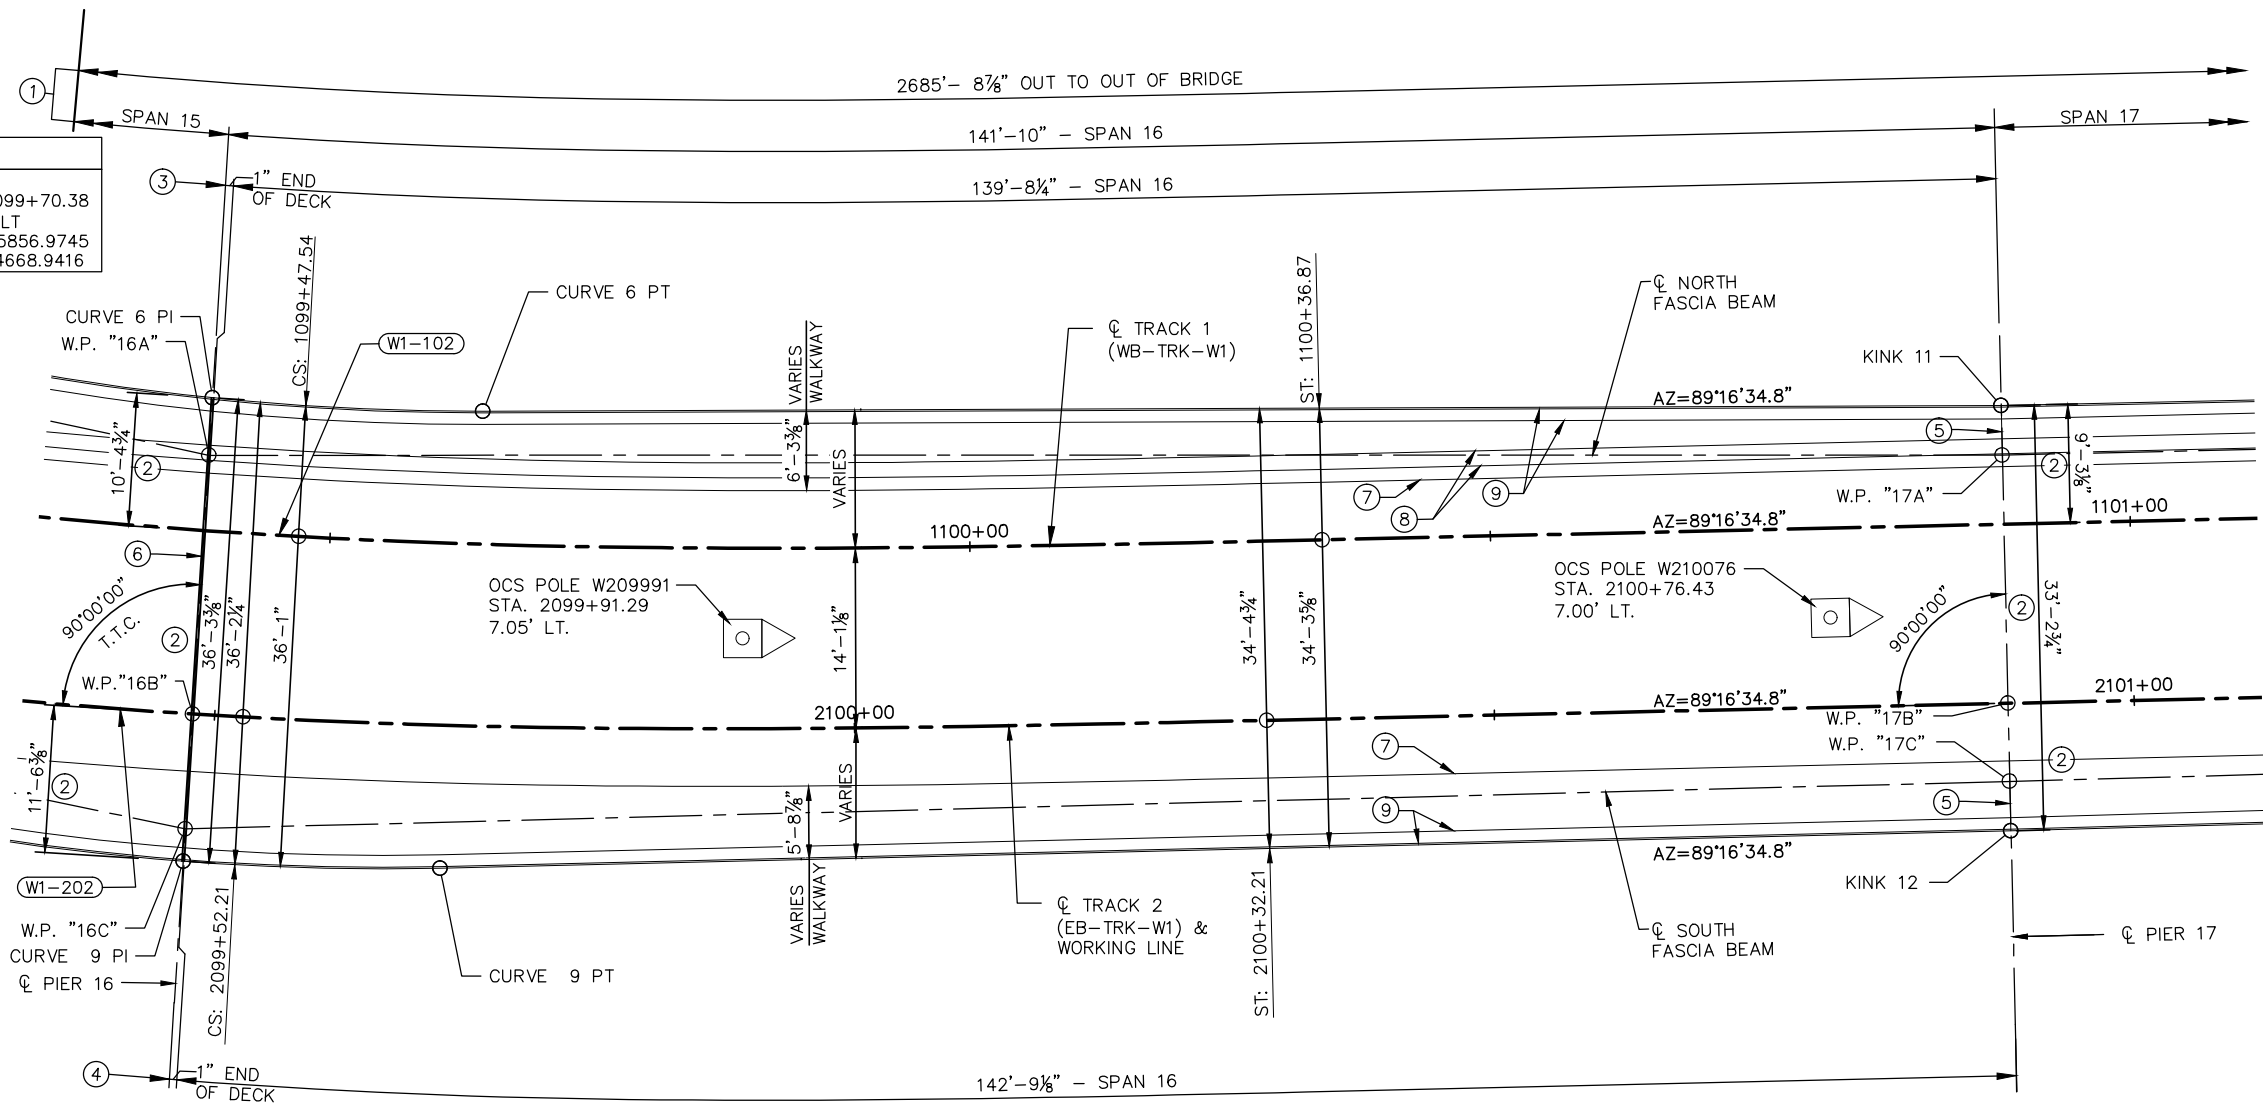 2685'- 8⅞" OUT TO OUT OF BRIDGE
1
SPAN 15
141'-10" - SPAN 16
SPAN 17
3
1" END
OF DECK
139'-8¼" - SPAN 16
099+70.38
LT
5856.9745
4668.9416
CS: 1099+47.54
CURVE 6 PT
CURVE 6 PI
W.P. "16A"
W1-102
VARIES
WALKWAY
℄ TRACK 1
(WB-TRK-W1)
ST: 1100+36.87
℄ NORTH
FASCIA BEAM
KINK 11
AZ=89°16'34.8"
10'-4¾"
2
6'-3⅜"
VARIES
7
8
9
5
2
9'-3⅛"
W.P. "17A"
1100+00
AZ=89°16'34.8"
1101+00
6
90°00'00"
T.T.C.
2
36'-3⅜"
36'-2¼"
36'-1"
OCS POLE W209991
STA. 2099+91.29
7.05' LT.
14'-1⅛"
34'-4¾"
34'-3⅝"
OCS POLE W210076
STA. 2100+76.43
7.00' LT.
90°00'00"
2
33'-2¾"
W.P."16B"
2100+00
AZ=89°16'34.8"
2101+00
W.P. "17B"
W.P. "17C"
11'-6⅜"
2
7
2
5'-8⅞"
VARIES
9
5
AZ=89°16'34.8"
W1-202
KINK 12
W.P. "16C"
CURVE 9 PI
℄ PIER 16
CS: 2099+52.21
CURVE 9 PT
VARIES
WALKWAY
℄ TRACK 2
(EB-TRK-W1) &
WORKING LINE
ST: 2100+32.21
℄ SOUTH
FASCIA BEAM
℄ PIER 17
4
1" END
OF DECK
142'-9⅛" - SPAN 16